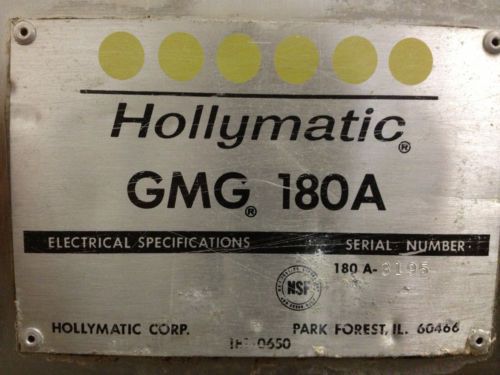 Hollymatic®
GMG® 180A
ELECTRICAL SPECIFICATIONS SERIAL NUMBER
180 A-3195
NSF
HOLLYMATIC CORP. PARK FOREST, IL. 60466